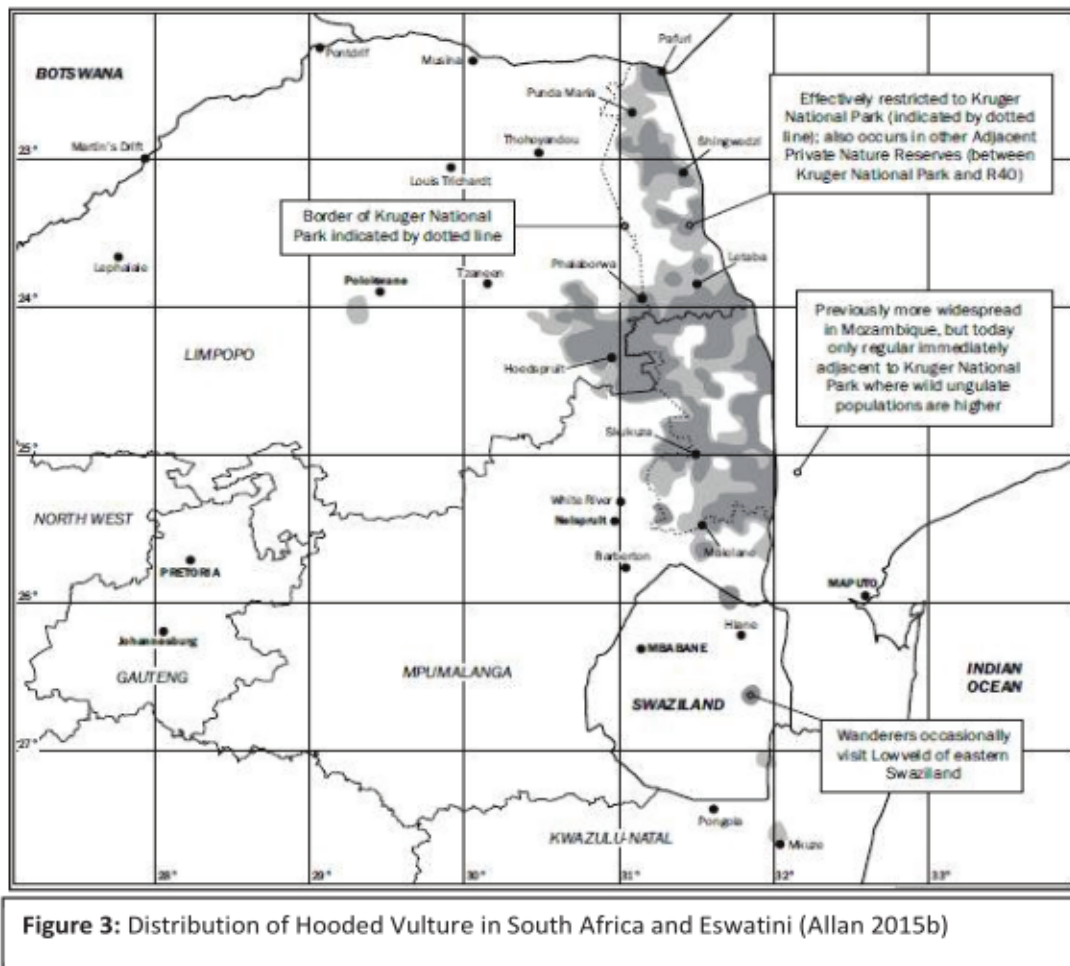 Pafuri
Pontdrif
Musina
BOTSWANA
Punda Maria
Effectively restricted to Kruger
National Park (indicated by dotted
line); also occurs in other Adjacent
Private Nature Reserves (between
Kruger National Park and R40)
Thohoyandou
Martin's Drift
23°
Shingwedzi
Louis Trichardt
Border of Kruger National
Park indicated by dotted line
Lephalale
Tzaneen
Polokwane
Phalaborwa
Letaba
24°
Previously more widespread
in Mozambique, but today
only regular immediately
adjacent to Kruger National
Park where wild ungulate
populations are higher
LIMPOPO
Hoedspruit
Skukuza
25°
White River
NORTH WEST
Nelspruit
Malelane
Barberton
PRETORIA
MAPUTO
26°
Hlane
Johannesburg
MBABANE
GAUTENG
MPUMALANGA
INDIAN
OCEAN
SWAZILAND
27°
Wanderers occasionally
visit Lowveld of eastern
Swaziland
Pongola
KWAZULU-NATAL
Mkuze
28°
29°
30°
31°
32°
33°
Figure 3: Distribution of Hooded Vulture in South Africa and Eswatini (Allan 2015b)